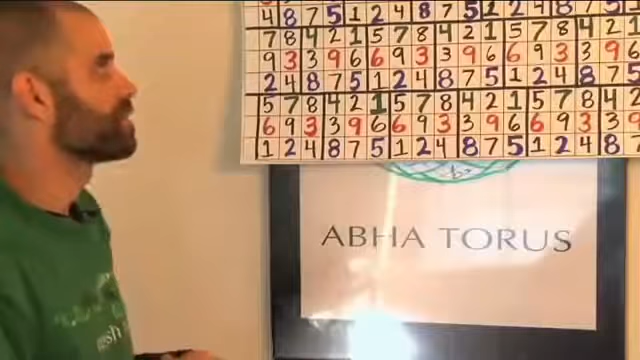 4 8 7 5 1 2 4 8 7 5 1 2 4 8 7 5 1
7 8 4 2 1 5 7 8 4 2 1 5 7 8 4 2 1
9 3 3 9 6 6 9 3 3 9 6 6 9 3 3 9 6
2 4 8 7 5 1 2 4 8 7 5 1 2 4 8 7 5
5 7 8 4 2 1 5 7 8 4 2 1 5 7 8 4 2
6 9 3 3 9 6 6 9 3 3 9 6 6 9 3 3 9
1 2 4 8 7 5 1 2 4 8 7 5 1 2 4 8 7
ABHA TORUS